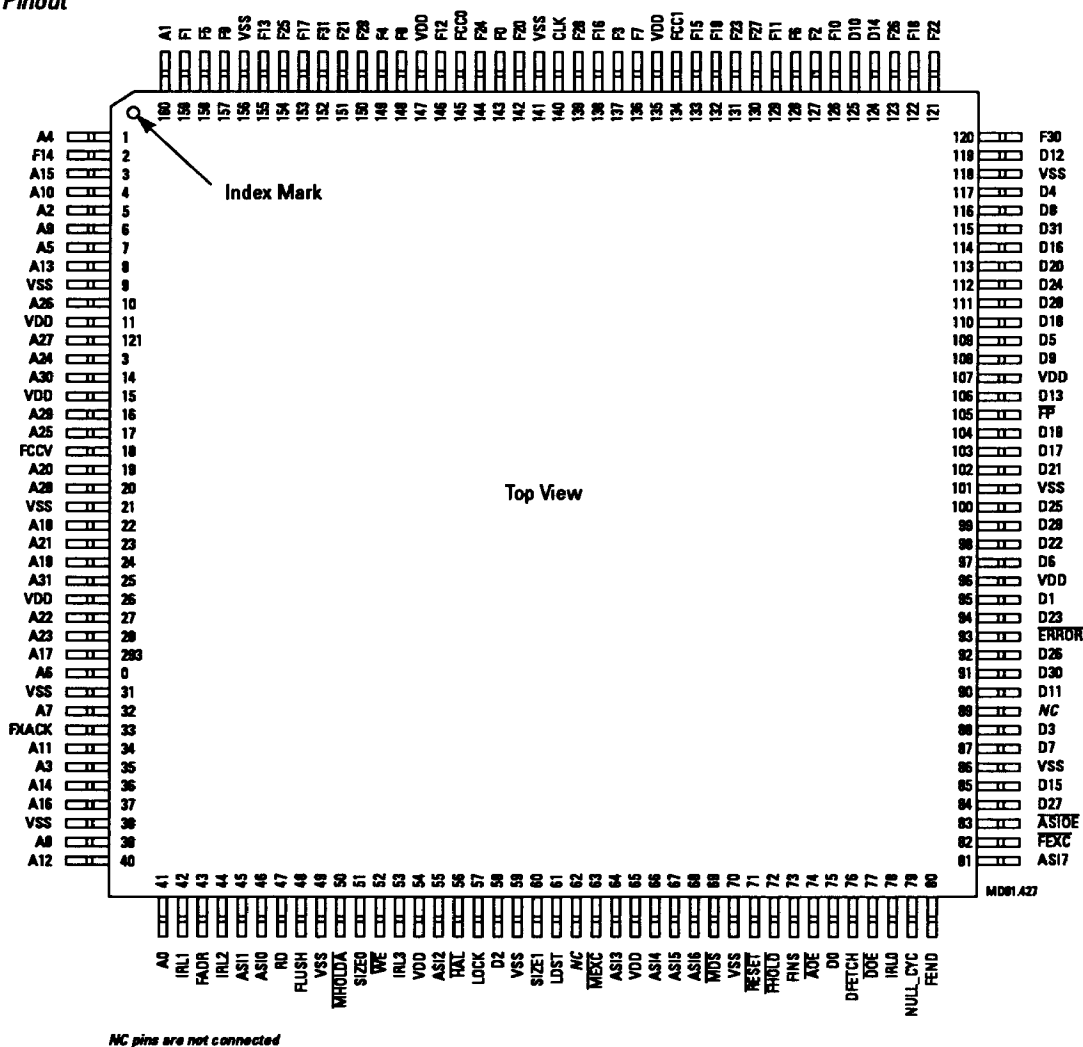 Pinout
A1 F1 F5 F9 VSS F13 F25 F17 F31 F21 F29 F4 F8 VDD F12 FCC0 F24 F0 F20 VSS CLK F28 F16 F3 F7 VDD FCC1 F15 F19 F23 F27 F11 F6 F2 F10 D10 D14 F26 F18 F22
160 159 158 157 156 155 154 153 152 151 150 149 148 147 146 145 144 143 142 141 140 139 138 137 136 135 134 133 132 131 130 129 128 127 126 125 124 123 122 121
A4 1 120 F30
F14 2 119 D12
A15 3 118 VSS
A10 4 117 D4
A2 5 116 D8
A9 6 115 D31
A5 7 114 D16
A13 8 113 D20
VSS 9 112 D24
A26 10 111 D28
VDD 11 110 D18
A27 121 109 D5
A24 3 108 D9
A30 14 107 VDD
VDD 15 106 D13
A29 16 105 FP
A25 17 104 D19
FCCV 18 103 D17
A20 19 102 D21
A28 20 101 VSS
VSS 21 100 D25
A18 22 99 D29
A21 23 98 D22
A19 24 97 D6
A31 25 96 VDD
VDD 26 95 D1
A22 27 94 D23
A23 28 93 ERROR
A17 293 92 D26
A6 0 91 D30
VSS 31 90 D11
A7 32 89 NC
FXACK 33 88 D3
A11 34 87 D7
A3 35 86 VSS
A14 36 85 D15
A16 37 84 D27
VSS 38 83 ASIOE
A8 39 82 FEXC
A12 40 81 ASI7
Index Mark
Top View
41 42 43 44 45 46 47 48 49 50 51 52 53 54 55 56 57 58 59 60 61 62 63 64 65 66 67 68 69 70 71 72 73 74 75 76 77 78 79 80
MD81.427
A0 IRL1 FADR IRL2 ASI1 ASI0 RD FLUSH VSS MHOLDA SIZE0 WE IRL3 VDD ASI2 HAL LOCK D2 VSS SIZE1 LDST NC MEXC ASI3 VDD ASI4 ASI5 ASI6 MDS VSS RESET FHOLD FINS AOE D0 DFETCH DOE IRL0 NULL_CYC FEND
NC pins are not connected